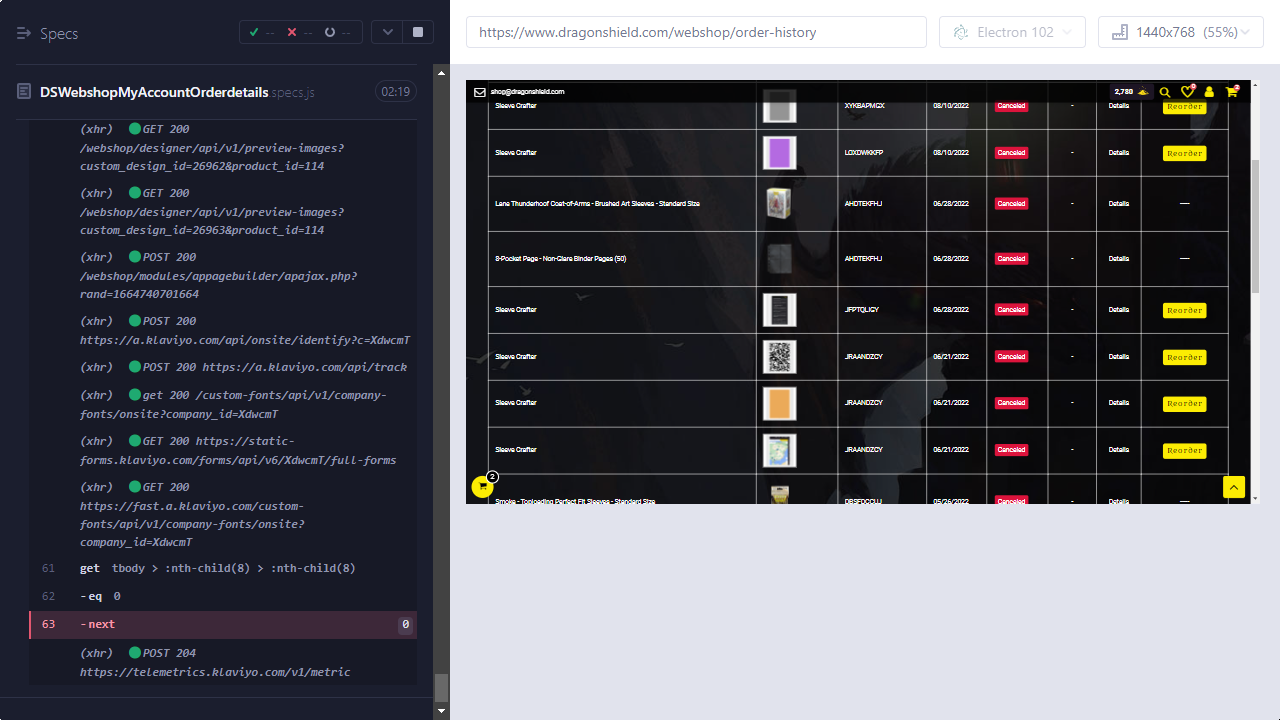 Specs
--
--
--
DSWebshopMyAccountOrderdetails.specs.js
02:19
(xhr) GET 200
/webshop/designer/api/v1/preview-images?
custom_design_id=26962&product_id=114
(xhr) GET 200
/webshop/designer/api/v1/preview-images?
custom_design_id=26963&product_id=114
(xhr) POST 200
/webshop/modules/appagebuilder/apajax.php?
rand=1664740701664
(xhr) POST 200
https://a.klaviyo.com/api/onsite/identify?c=XdwcmT
(xhr) POST 200 https://a.klaviyo.com/api/track
(xhr) get 200 /custom-fonts/api/v1/company-
fonts/onsite?company_id=XdwcmT
(xhr) GET 200 https://static-
forms.klaviyo.com/forms/api/v6/XdwcmT/full-forms
(xhr) GET 200
https://fast.a.klaviyo.com/custom-
fonts/api/v1/company-fonts/onsite?
company_id=XdwcmT
61 get tbody > :nth-child(8) > :nth-child(8)
62 -eq 0
63 -next 0
(xhr) POST 204
https://telemetrics.klaviyo.com/v1/metric
https://www.dragonshield.com/webshop/order-history
Electron 102
1440x768 (55%)
shop@dragonshield.com
2,780
Sleeve Crafter XYKBAPMGX 08/10/2022 Canceled - Details Reorder
Sleeve Crafter LOXDWKKFP 08/10/2022 Canceled - Details Reorder
Lane Thunderhoof Coat-of-Arms - Brushed Art Sleeves - Standard Size AHDTEKFHJ 06/28/2022 Canceled - Details —
8-Pocket Page - Non-Glare Binder Pages (50) AHDTEKFHJ 06/28/2022 Canceled - Details —
Sleeve Crafter JFPTQLIGY 06/28/2022 Canceled - Details Reorder
Sleeve Crafter JRAANDZCY 06/21/2022 Canceled - Details Reorder
Sleeve Crafter JRAANDZCY 06/21/2022 Canceled - Details Reorder
Sleeve Crafter JRAANDZCY 06/21/2022 Canceled - Details Reorder
2
Smoke - Toploading Perfect Fit Sleeves - Standard Size 05/26/2022 Canceled - Details —